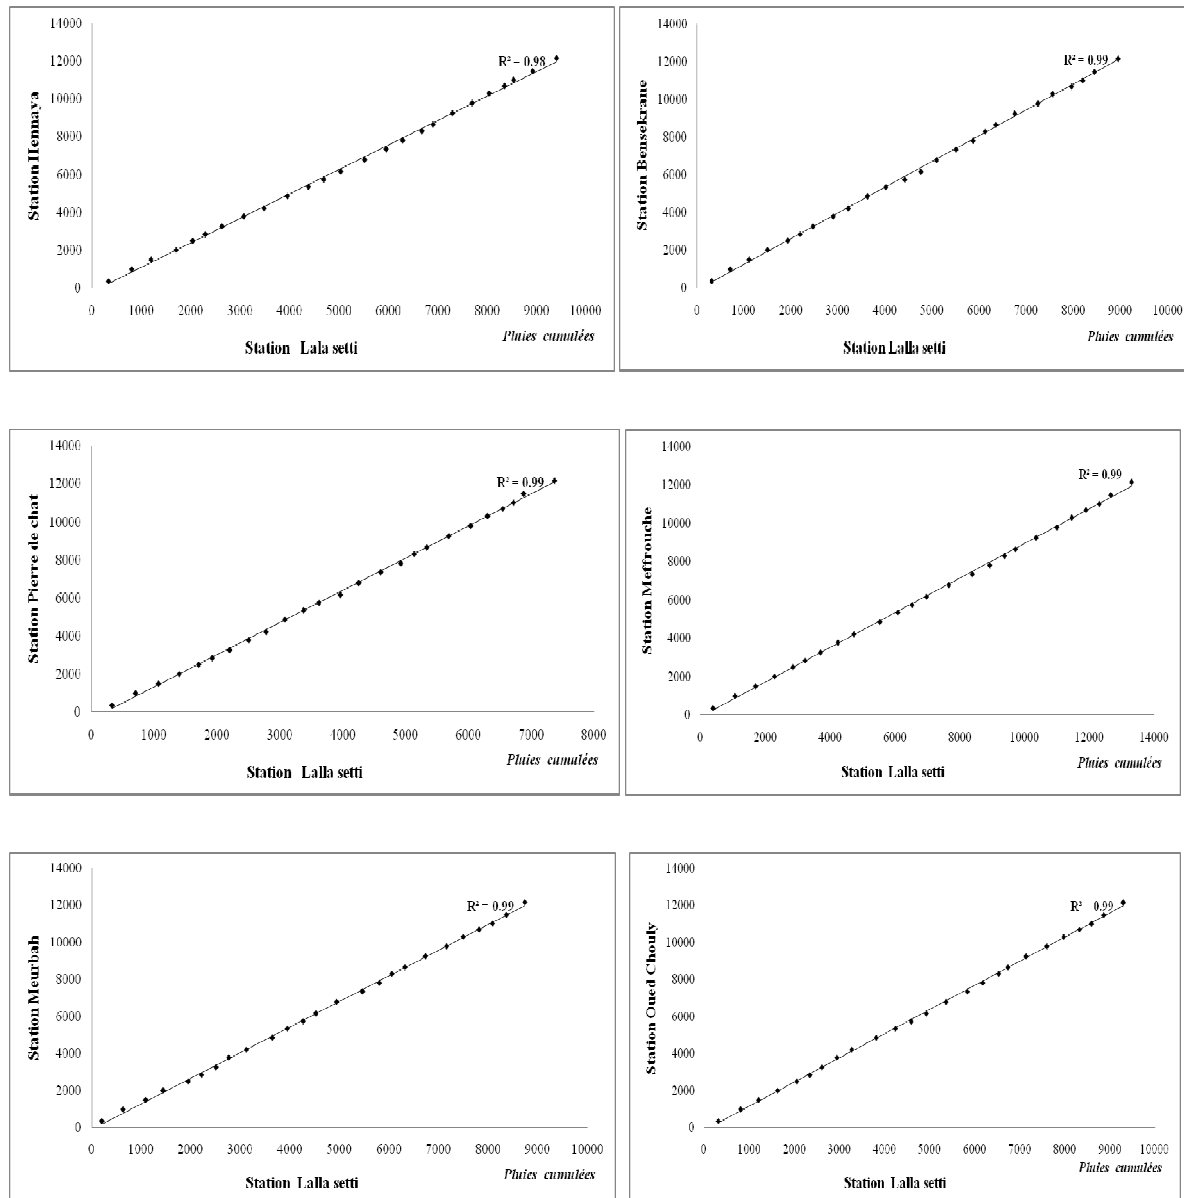 14000
12000
10000
8000
6000
4000
2000
0
R² = 0.98
Station Hennaya
0 1000 2000 3000 4000 5000 6000 7000 8000 9000 10000
Pluies cumulées
Station Lala setti
14000
12000
10000
8000
6000
4000
2000
0
R² = 0.99
Station Bensekrane
0 1000 2000 3000 4000 5000 6000 7000 8000 9000 10000
Pluies cumulées
Station Lalla setti
14000
12000
10000
8000
6000
4000
2000
0
R² = 0.99
Station Pierre de chat
0 1000 2000 3000 4000 5000 6000 7000 8000
Pluies cumulées
Station Lalla setti
14000
12000
10000
8000
6000
4000
2000
0
R² = 0.99
Station Meffrouche
0 2000 4000 6000 8000 10000 12000 14000
Pluies cumulées
Station Lalla setti
14000
12000
10000
8000
6000
4000
2000
0
R² = 0.99
Station Meurbah
0 1000 2000 3000 4000 5000 6000 7000 8000 9000 10000
Pluies cumulées
Station Lalla setti
14000
12000
10000
8000
6000
4000
2000
0
R² 0.99
Station Oued Chouly
0 1000 2000 3000 4000 5000 6000 7000 8000 9000 10000
Pluies cumulées
Station Lalla setti